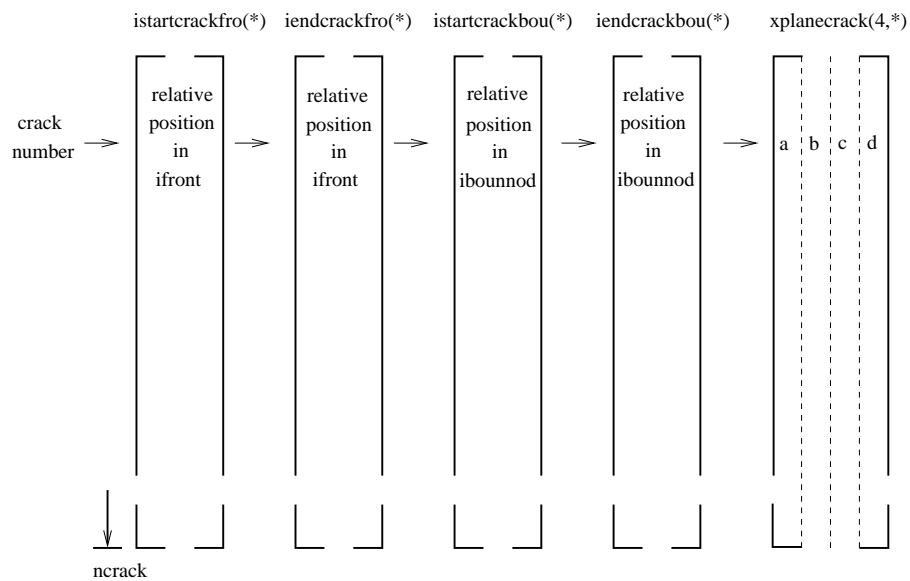 istartcrackfro(*) iendcrackfro(*) istartcrackbou(*) iendcrackbou(*) xplanecrack(4,*)
crack
number
relative
position
in
ifront
relative
position
in
ifront
relative
position
in
ibounnod
relative
position
in
ibounnod
a b c d
ncrack